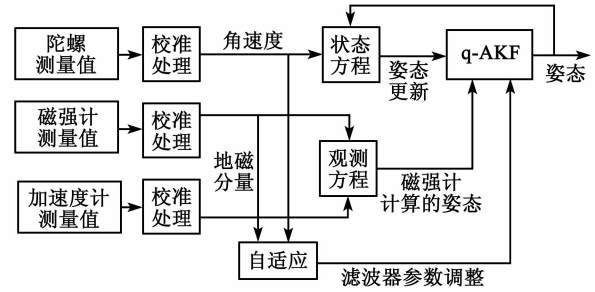 陀螺
测量值
校准
处理
角速度
状态
方程
姿态
更新
q-AKF
姿态
磁强计
测量值
校准
处理
地磁
分量
观测
方程
磁强计
计算的姿态
加速度计
测量值
校准
处理
自适应
滤波器参数调整